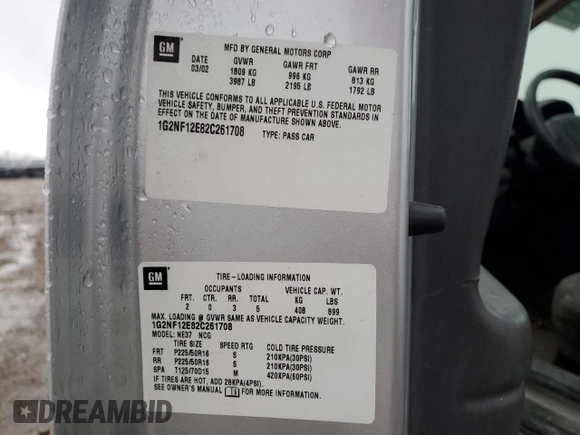 GM
MFD BY GENERAL MOTORS CORP
DATE GVWR GAWR FRT GAWR RR
03/02 1809 KG 996 KG 813 KG
3987 LB 2195 LB 1792 LB
THIS VEHICLE CONFORMS TO ALL APPLICABLE U.S. FEDERAL MOTOR
VEHICLE SAFETY, BUMPER, AND THEFT PREVENTION STANDARDS IN
EFFECT ON THE DATE OF MANUFACTURE SHOWN ABOVE.
1G2NF12E82C261708 TYPE: PASS CAR
GM
TIRE-LOADING INFORMATION
OCCUPANTS VEHICLE CAP. WT.
FRT. CTR. RR. TOTAL KG LBS
2 0 3 5 408 899
MAX. LOADING @ GVWR SAME AS VEHICLE CAPACITY WEIGHT.
1G2NF12E82C261708
MODEL: NE37 NCG
TIRE SIZE SPEED RTG COLD TIRE PRESSURE
FRT P225/50R16 S 210KPA(30PSI)
RR P225/50R16 S 210KPA(30PSI)
SPA T125/70D15 M 420KPA(60PSI)
IF TIRES ARE HOT, ADD 28KPA(4PSI).
SEE OWNER'S MANUAL FOR MORE INFORMATION.
DREAMBID